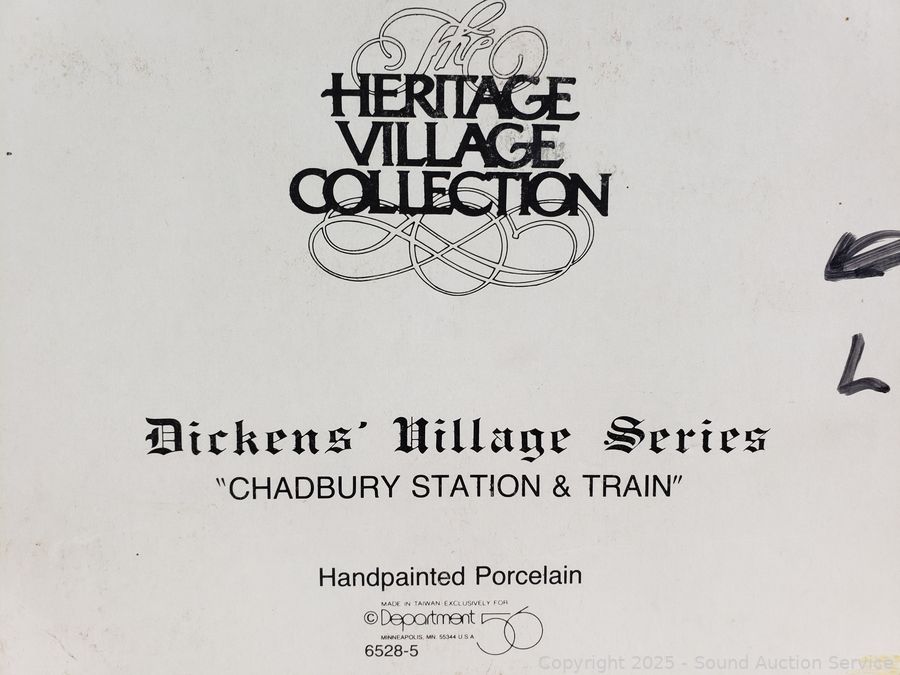 The
HERITAGE
VILLAGE
COLLECTION
Dickens' Village Series
"CHADBURY STATION & TRAIN"
Handpainted Porcelain
MADE IN TAIWAN·EXCLUSIVELY FOR
©Department 56
MINNEAPOLIS, MN. 55344 U.S.A.
6528-5
L
Copyright 2025 - Sound Auction Service